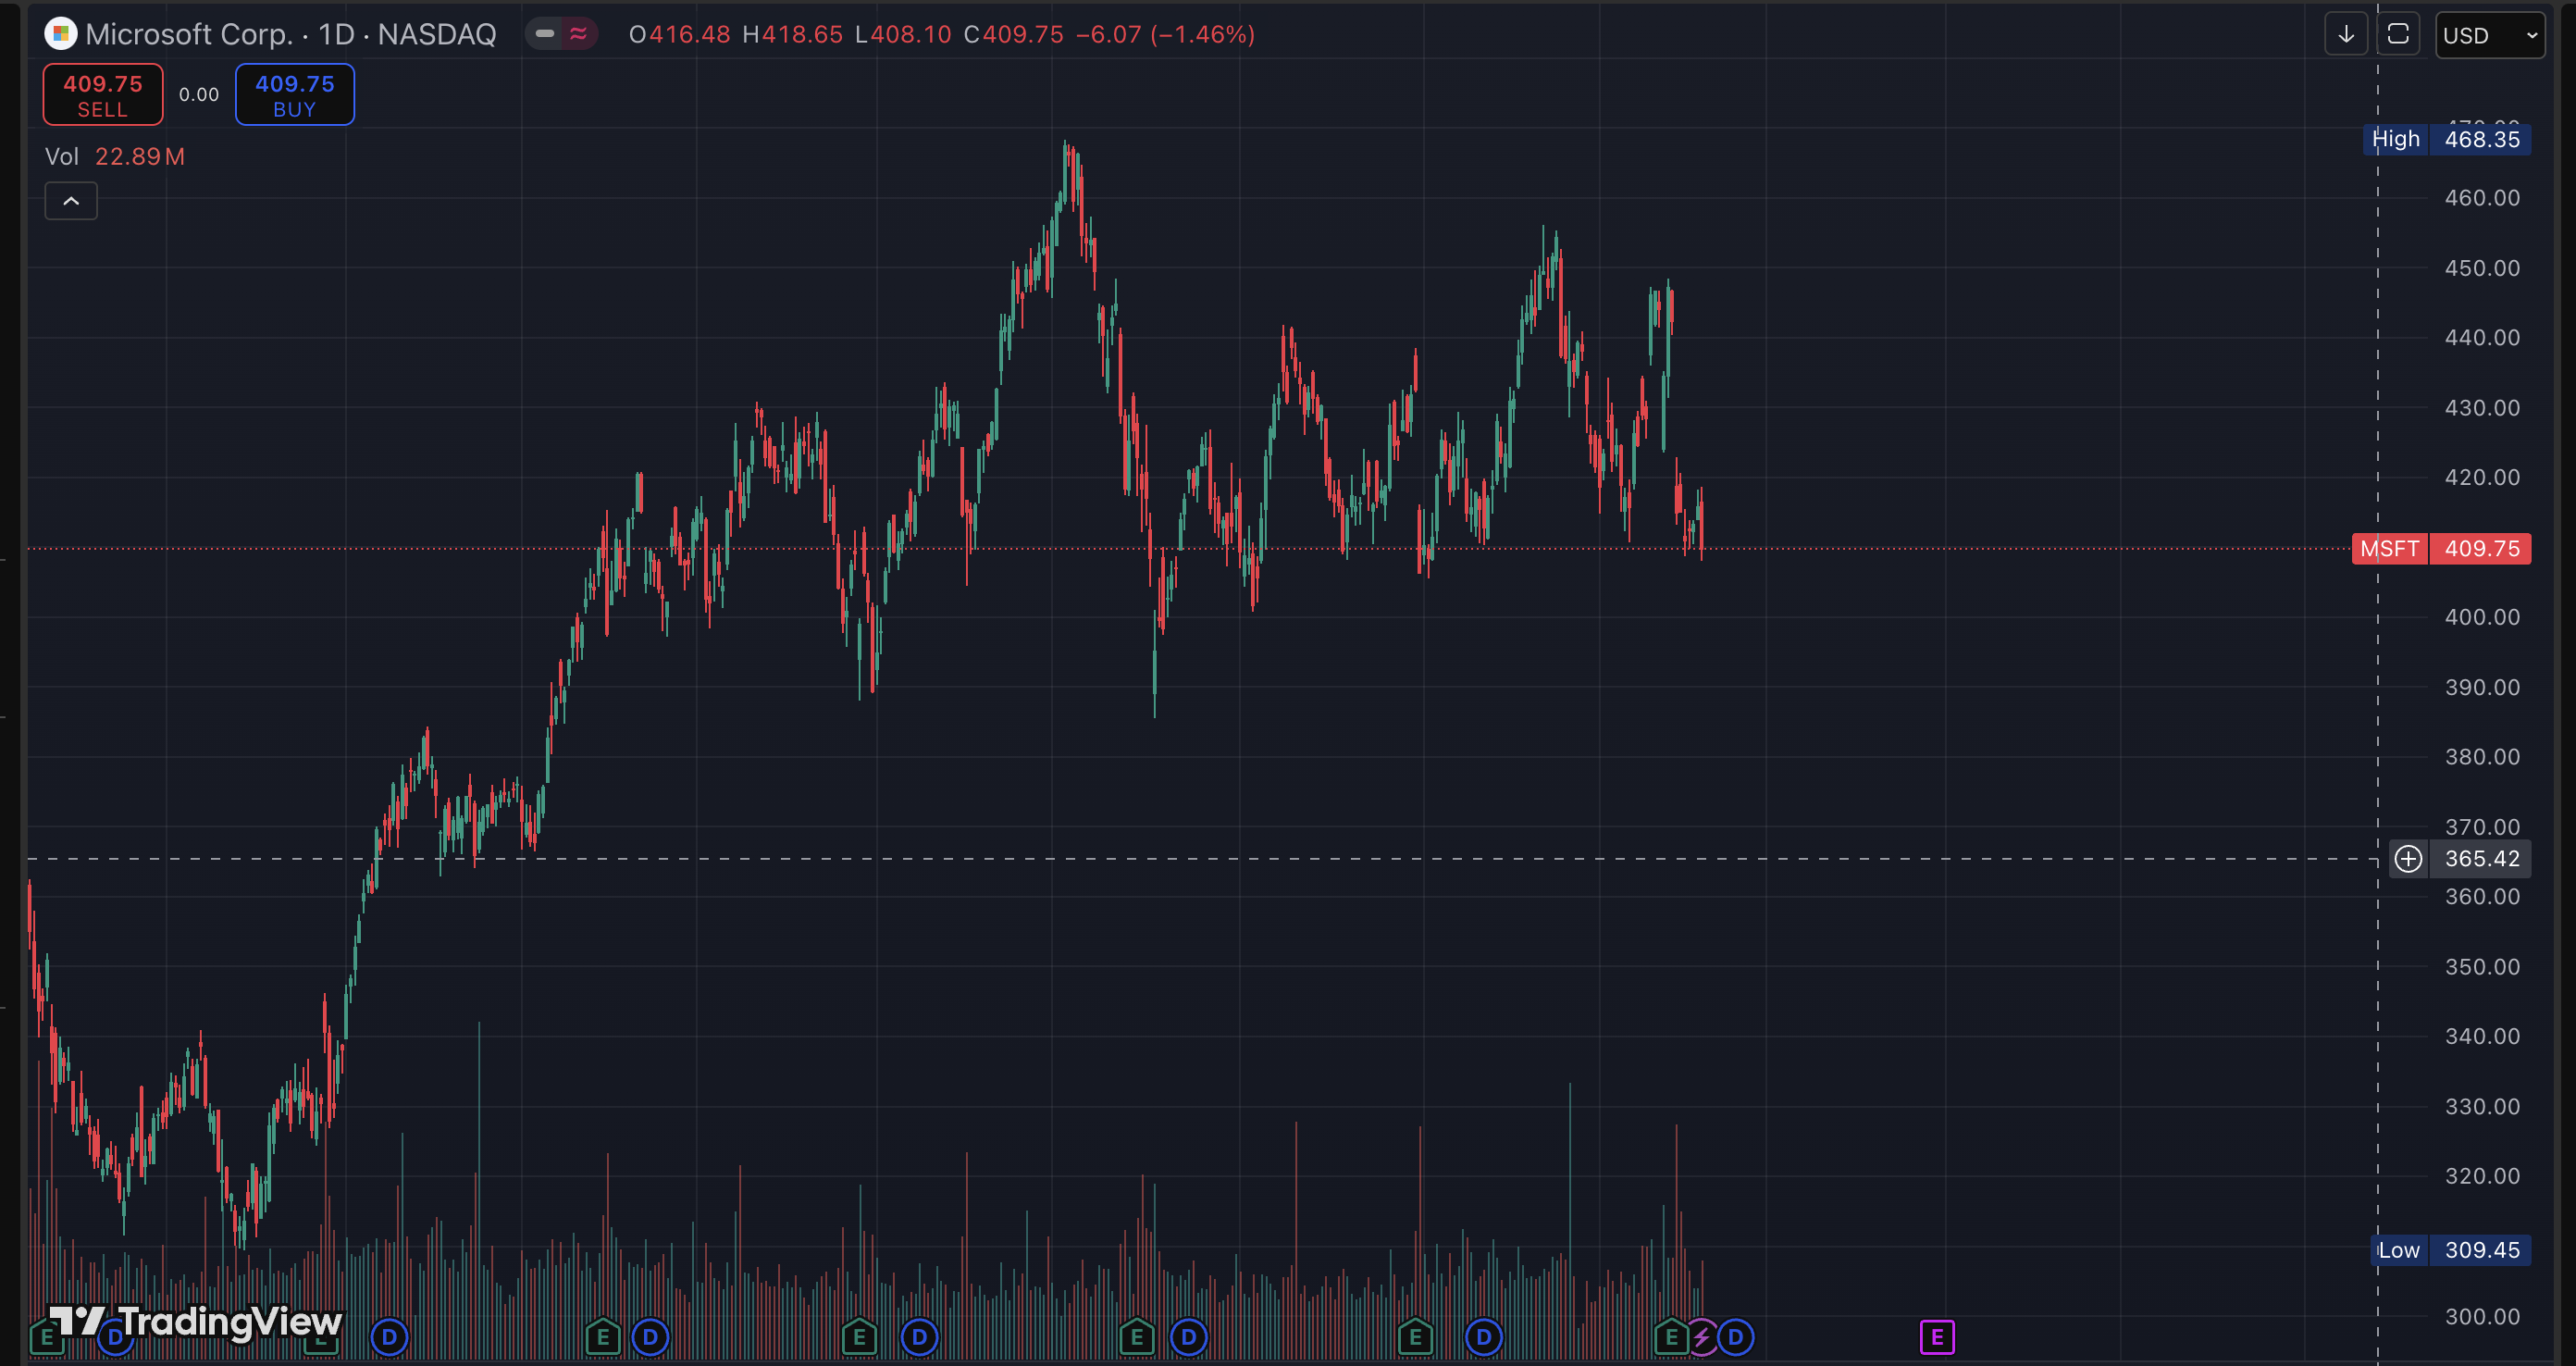 Microsoft Corp. · 1D · NASDAQ
O416.48 H418.65 L408.10 C409.75 −6.07 (−1.46%)
USD
409.75
SELL
0.00
409.75
BUY
Vol 22.89M
High 468.35
460.00
450.00
440.00
430.00
420.00
MSFT 409.75
400.00
390.00
380.00
370.00
365.42
360.00
350.00
340.00
330.00
320.00
Low 309.45
300.00
TradingView
E D D E D E D E D E D E D E